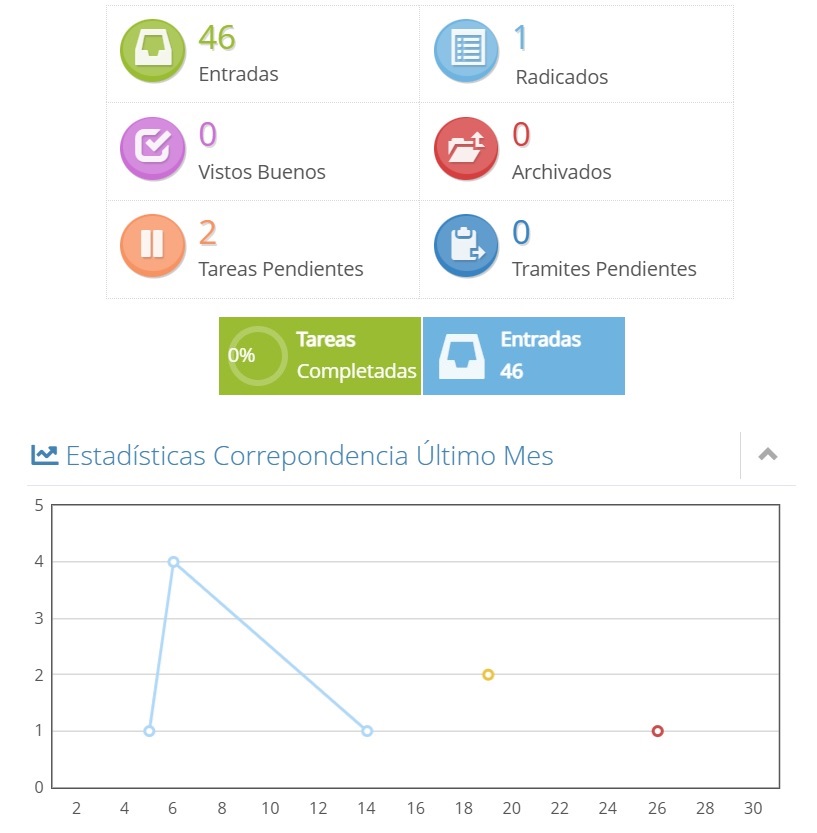 46
Entradas
1
Radicados
0
Vistos Buenos
0
Archivados
2
Tareas Pendientes
0
Tramites Pendientes
0%
Tareas
Completadas
Entradas
46
Estadísticas Correpondencia Último Mes
5
4
3
2
1
0
2 4 6 8 10 12 14 16 18 20 22 24 26 28 30